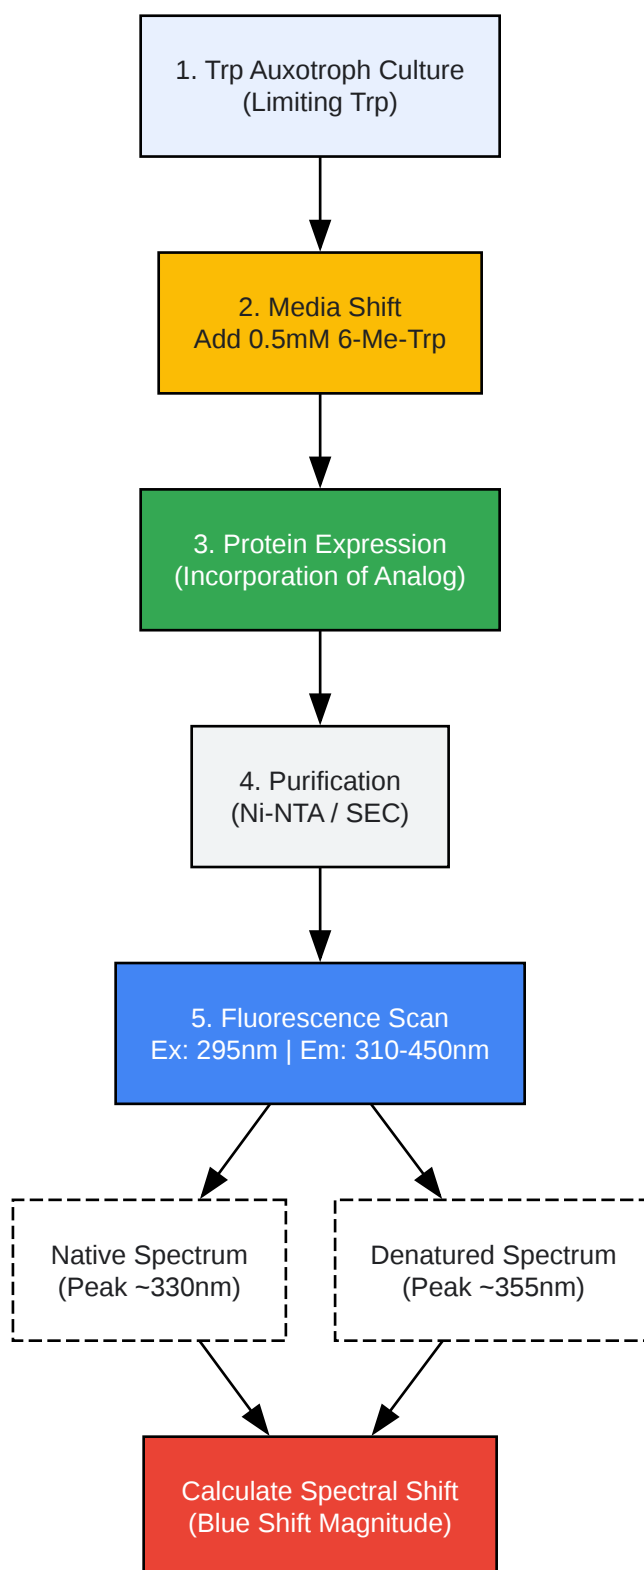 1. Trp Auxotroph Culture
(Limiting Trp)
2. Media Shift
Add 0.5mM 6-Me-Trp
3. Protein Expression
(Incorporation of Analog)
4. Purification
(Ni-NTA / SEC)
5. Fluorescence Scan
Ex: 295nm | Em: 310-450nm
Native Spectrum
(Peak ~330nm)
Denatured Spectrum
(Peak ~355nm)
Calculate Spectral Shift
(Blue Shift Magnitude)